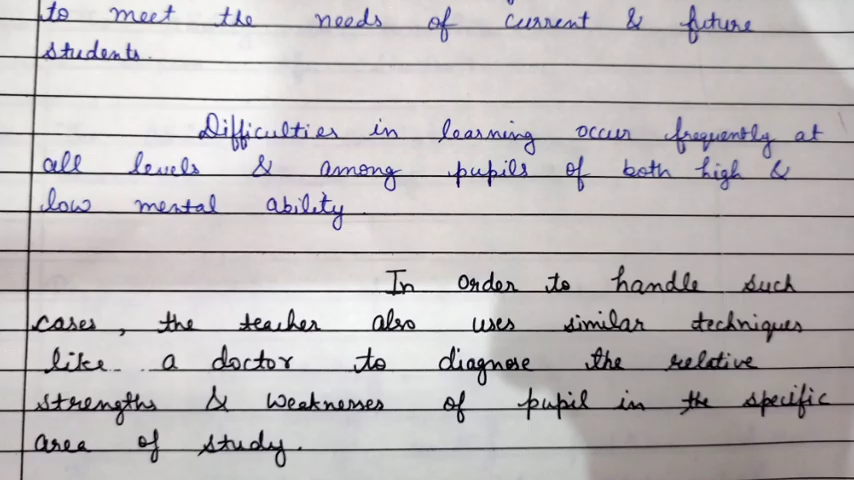 to meet the needs of current & future
students.
Difficulties in learning occur frequently at
all levels & among pupils of both high &
low mental ability.
In order to handle such
cases, the teacher also uses similar techniques
like a doctor to diagnose the relative
strengths & weaknesses of pupil in the specific
area of study.